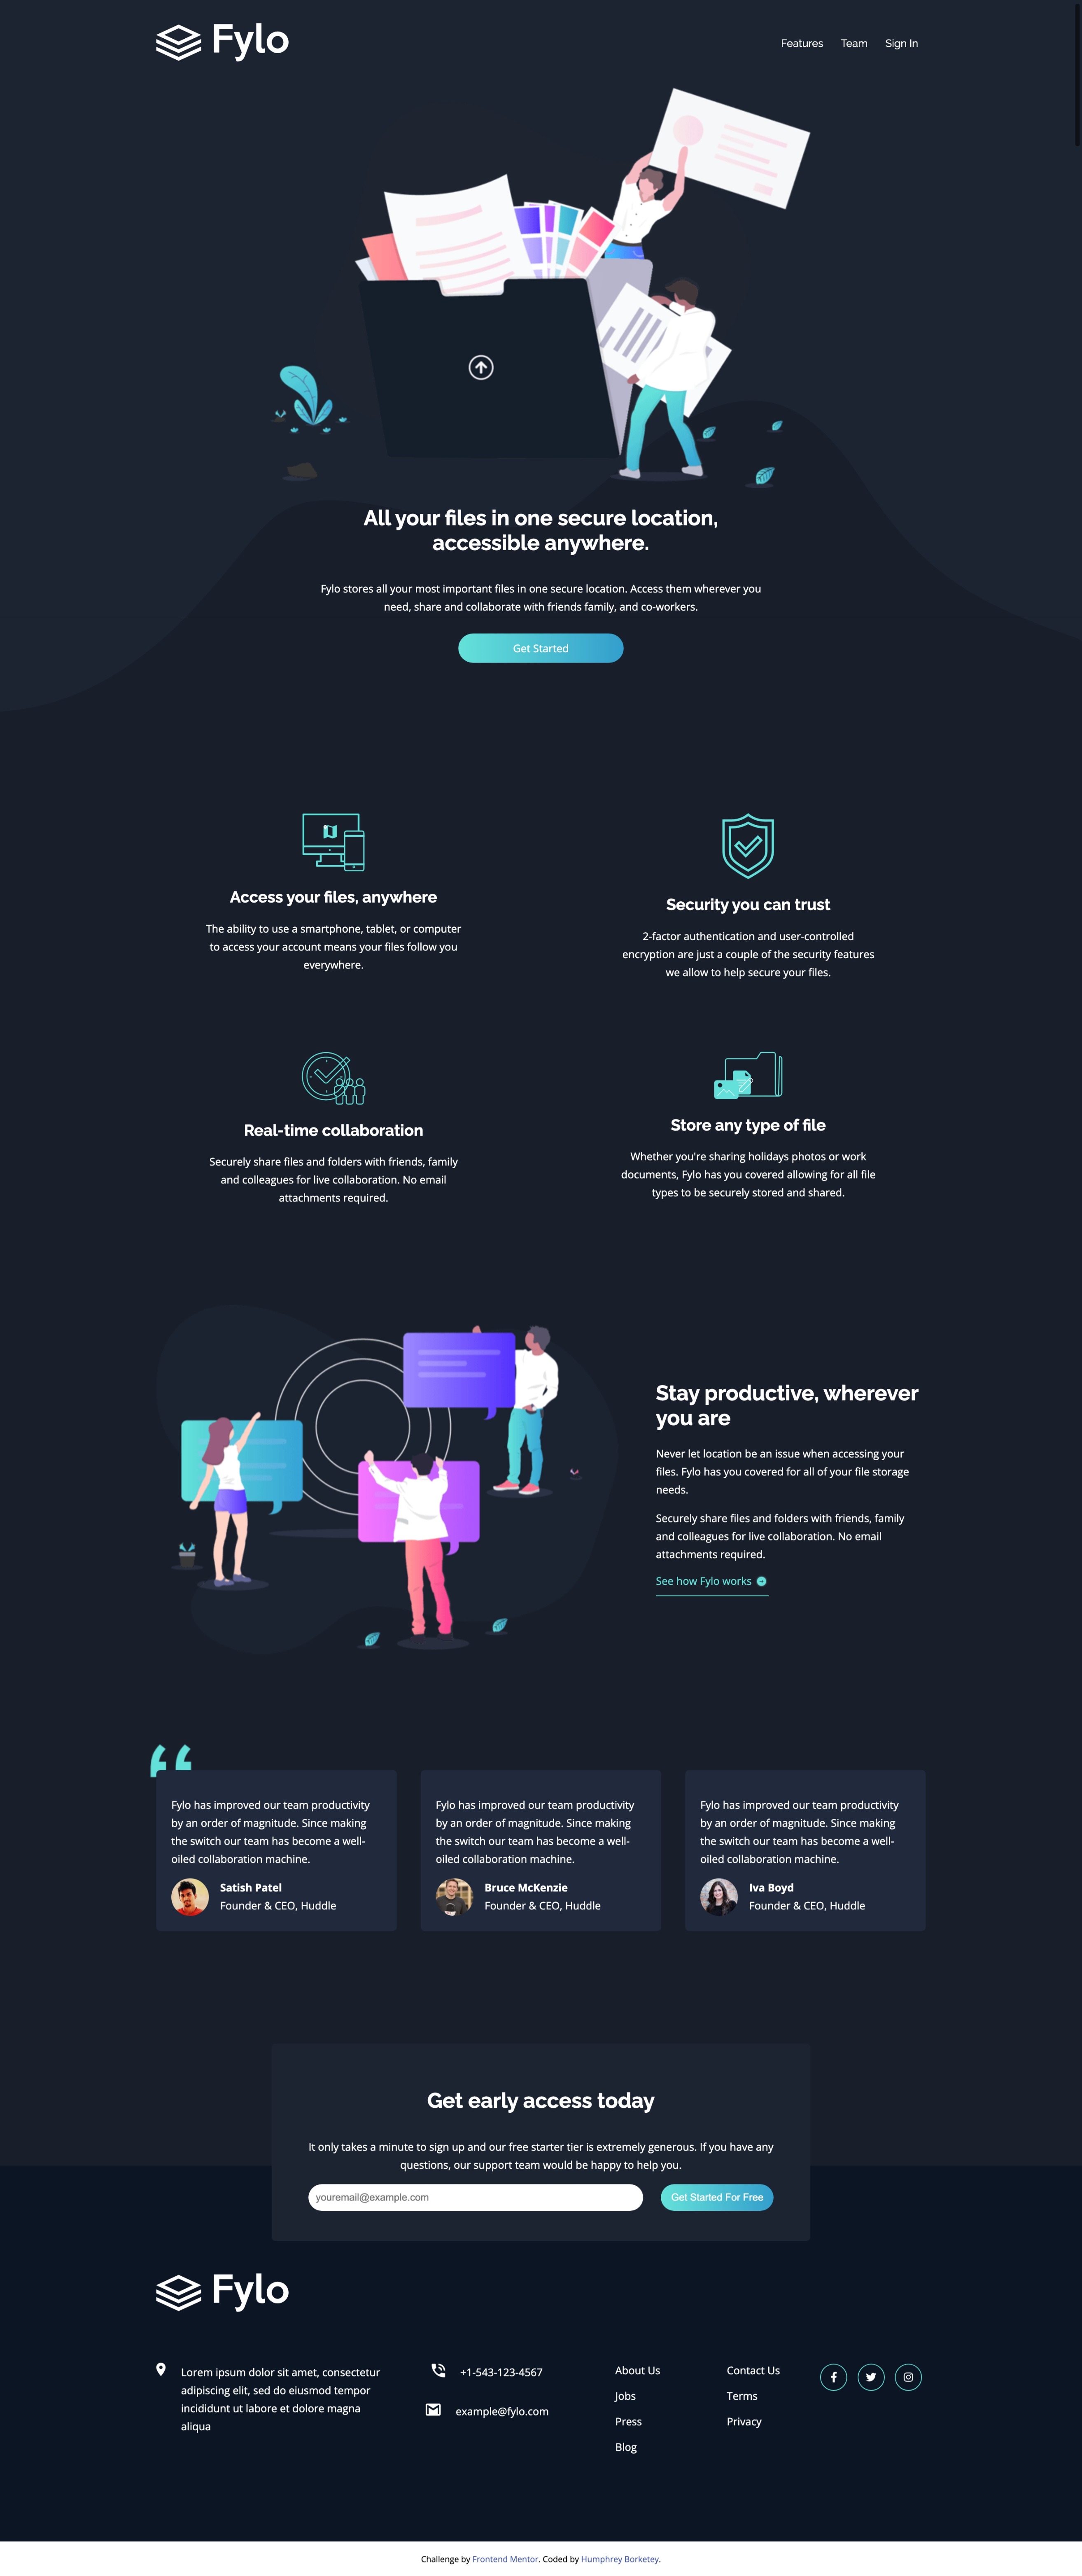 Fylo
Features Team Sign In
All your files in one secure location,
accessible anywhere.
Fylo stores all your most important files in one secure location. Access them wherever you
need, share and collaborate with friends family, and co-workers.
Get Started
Access your files, anywhere
The ability to use a smartphone, tablet, or computer
to access your account means your files follow you
everywhere.
Security you can trust
2-factor authentication and user-controlled
encryption are just a couple of the security features
we allow to help secure your files.
Real-time collaboration
Securely share files and folders with friends, family
and colleagues for live collaboration. No email
attachments required.
Store any type of file
Whether you're sharing holidays photos or work
documents, Fylo has you covered allowing for all file
types to be securely stored and shared.
Stay productive, wherever
you are
Never let location be an issue when accessing your
files. Fylo has you covered for all of your file storage
needs.
Securely share files and folders with friends, family
and colleagues for live collaboration. No email
attachments required.
See how Fylo works
Fylo has improved our team productivity
by an order of magnitude. Since making
the switch our team has become a well-
oiled collaboration machine.
Satish Patel
Founder & CEO, Huddle
Fylo has improved our team productivity
by an order of magnitude. Since making
the switch our team has become a well-
oiled collaboration machine.
Bruce McKenzie
Founder & CEO, Huddle
Fylo has improved our team productivity
by an order of magnitude. Since making
the switch our team has become a well-
oiled collaboration machine.
Iva Boyd
Founder & CEO, Huddle
Get early access today
It only takes a minute to sign up and our free starter tier is extremely generous. If you have any
questions, our support team would be happy to help you.
youremail@example.com
Get Started For Free
Fylo
Lorem ipsum dolor sit amet, consectetur
adipiscing elit, sed do eiusmod tempor
incididunt ut labore et dolore magna
aliqua
+1-543-123-4567
example@fylo.com
About Us
Jobs
Press
Blog
Contact Us
Terms
Privacy
Challenge by Frontend Mentor. Coded by Humphrey Borketey.